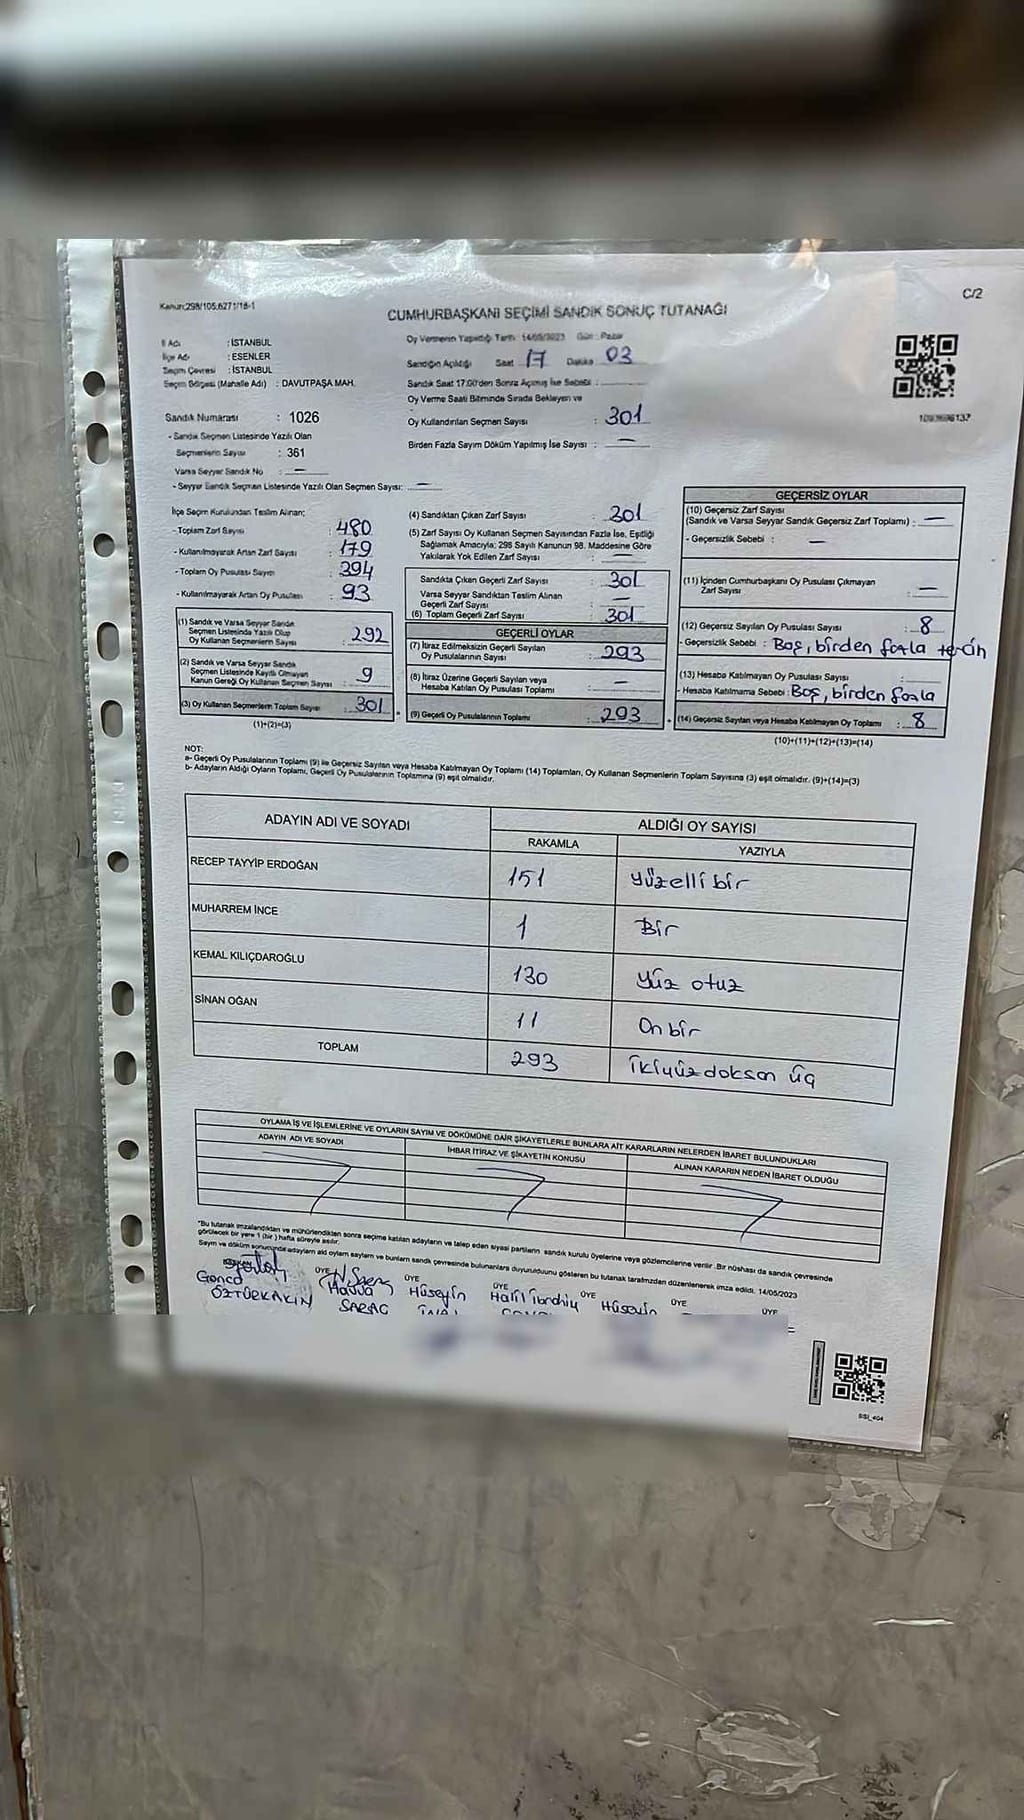 Kanun:298/105;6271/18-1
C/2
CUMHURBAŞKANI SEÇİMİ SANDIK SONUÇ TUTANAĞI
İl Adı : İSTANBUL
İlçe Adı : ESENLER
Seçim Çevresi : İSTANBUL
Seçim Bölgesi (Mahalle Adı) : DAVUTPAŞA MAH.
Sandık Numarası : 1026
- Sandık Seçmen Listesinde Yazılı Olan
Seçmenlerin Sayısı : 361
Varsa Seyyar Sandık No : —
- Seyyar Sandık Seçmen Listesinde Yazılı Olan Seçmen Sayısı: —
Oy Vermenin Yapıldığı Tarih: 14/05/2023 Gün: Pazar
Sandığın Açıldığı Saat 17 Dakika 03
Sandık Saat 17.00'den Sonra Açılmış İse Sebebi :
Oy Verme Saati Bitiminde Sırada Bekleyen ve
Oy Kullandırılan Seçmen Sayısı : 301
Birden Fazla Sayım Döküm Yapılmış İse Sayısı : —
İlçe Seçim Kurulundan Teslim Alınan;
- Toplam Zarf Sayısı : 480
- Kullanılmayarak Artan Zarf Sayısı : 179
- Toplam Oy Pusulası Sayısı : 394
- Kullanılmayarak Artan Oy Pusulası : 93
(1) Sandık ve Varsa Seyyar Sandık
Seçmen Listesinde Yazılı Olup
Oy Kullanan Seçmenlerin Sayısı : 292
(2) Sandık ve Varsa Seyyar Sandık
Seçmen Listesinde Kayıtlı Olmayan
Kanun Gereği Oy Kullanan Seçmen Sayısı : 9
(3) Oy Kullanan Seçmenlerin Toplam Sayısı : 301
(1)+(2)=(3)
(4) Sandıktan Çıkan Zarf Sayısı : 301
(5) Zarf Sayısı Oy Kullanan Seçmen Sayısından Fazla İse, Eşitliği
Sağlamak Amacıyla; 298 Sayılı Kanunun 98. Maddesine Göre
Yakılarak Yok Edilen Zarf Sayısı : —
Sandıkta Çıkan Geçerli Zarf Sayısı : 301
Varsa Seyyar Sandıktan Teslim Alınan
Geçerli Zarf Sayısı : —
(6) Toplam Geçerli Zarf Sayısı : 301
GEÇERLİ OYLAR
(7) İtiraz Edilmeksizin Geçerli Sayılan
Oy Pusulalarının Sayısı : 293
(8) İtiraz Üzerine Geçerli Sayılan veya
Hesaba Katılan Oy Pusulası Toplamı : —
(9) Geçerli Oy Pusulalarının Toplamı : 293
GEÇERSİZ OYLAR
(10) Geçersiz Zarf Sayısı
(Sandık ve Varsa Seyyar Sandık Geçersiz Zarf Toplamı) : —
- Geçersizlik Sebebi : —
(11) İçinden Cumhurbaşkanı Oy Pusulası Çıkmayan
Zarf Sayısı : —
(12) Geçersiz Sayılan Oy Pusulası Sayısı : 8
- Geçersizlik Sebebi : Boş, birden fazla tercih
(13) Hesaba Katılmayan Oy Pusulası Sayısı :
- Hesaba Katılmama Sebebi : Boş, birden fazla
(14) Geçersiz Sayılan veya Hesaba Katılmayan Oy Toplamı : 8
(10)+(11)+(12)+(13)=(14)
NOT:
a- Geçerli Oy Pusulalarının Toplamı (9) ile Geçersiz Sayılan veya Hesaba Katılmayan Oy Toplamı (14) Toplamları, Oy Kullanan Seçmenlerin Toplam Sayısına (3) eşit olmalıdır. (9)+(14)=(3)
b- Adayların Aldığı Oyların Toplamı, Geçerli Oy Pusulalarının Toplamına (9) eşit olmalıdır.
ADAYIN ADI VE SOYADI ALDIĞI OY SAYISI
RAKAMLA YAZIYLA
RECEP TAYYİP ERDOĞAN 151 yüzelli bir
MUHARREM İNCE 1 Bir
KEMAL KILIÇDAROĞLU 130 yüz otuz
SİNAN OĞAN 11 On bir
TOPLAM 293 ikiyüz doksan üç
OYLAMA İŞ VE İŞLEMLERİNE VE OYLARIN SAYIM VE DÖKÜMÜNE DAİR ŞİKAYETLERLE BUNLARA AİT KARARLARIN NELERDEN İBARET BULUNDUKLARI
ADAYIN ADI VE SOYADI İHBAR İTİRAZ VE ŞİKAYETİN KONUSU ALINAN KARARIN NEDEN İBARET OLDUĞU
"Bu tutanak imzalandıktan ve mühürlendikten sonra seçime katılan adayların ve talep eden siyasi partilerin sandık kurulu üyelerine veya gözlemcilerine verilir. Bir nüshası da sandık çevresinde
görülecek bir yere 1 (bir) hafta süreyle asılır.
Sayım ve döküm sonucunda adayların aldığı oyların sayısını ve bunların sandık çevresinde bulunanlara duyurulduğunu gösteren bu tutanak tarafımızdan düzenlenerek imza edildi. 14/05/2023
ÜYE ÜYE ÜYE ÜYE ÜYE ÜYE
Gonca Havva Hüseyin Halil İbrahim Hüseyin
ÖZTÜRKAKIN SARAÇ
SSI_404